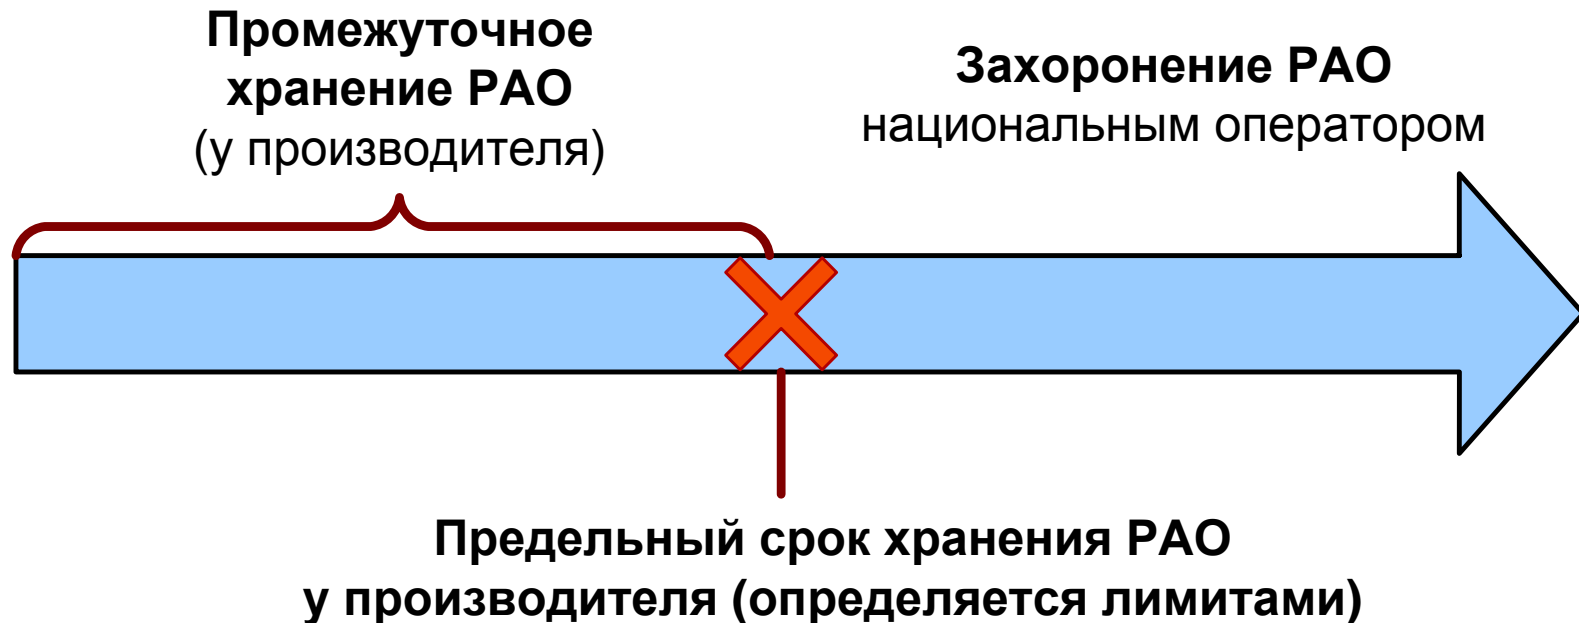 Промежуточное
хранение РАО
(у производителя)
Захоронение РАО
национальным оператором
Предельный срок хранения РАО
у производителя (определяется лимитами)